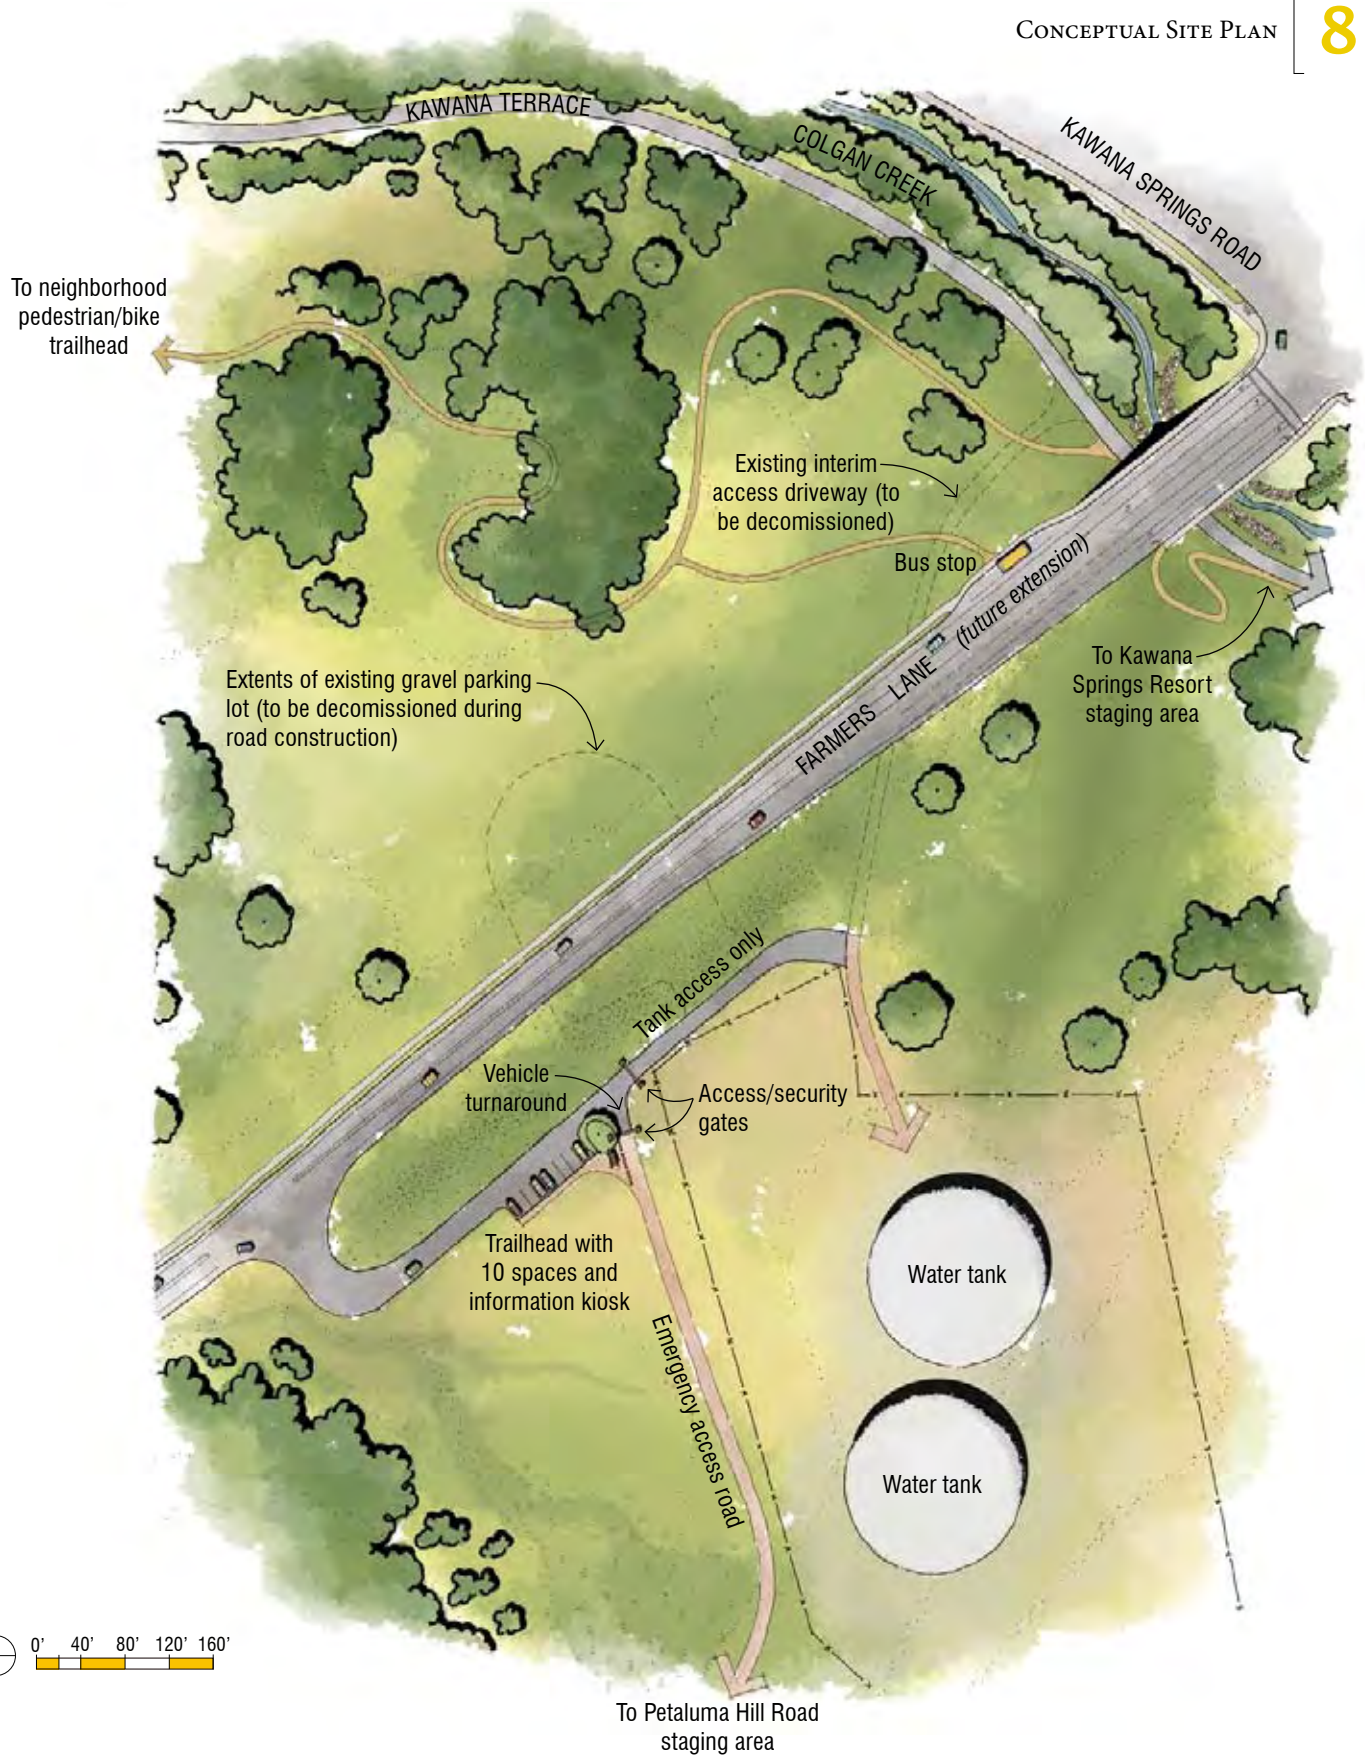 CONCEPTUAL SITE PLAN
8
KAWANA TERRACE
COLGAN CREEK
KAWANA SPRINGS ROAD
To neighborhood
pedestrian/bike
trailhead
Existing interim
access driveway (to
be decomissioned)
Bus stop
FARMERS LANE (future extension)
To Kawana
Springs Resort
staging area
Extents of existing gravel parking
lot (to be decomissioned during
road construction)
Tank access only
Vehicle
turnaround
Access/security
gates
Trailhead with
10 spaces and
information kiosk
Emergency access road
Water tank
Water tank
0' 40' 80' 120' 160'
To Petaluma Hill Road
staging area